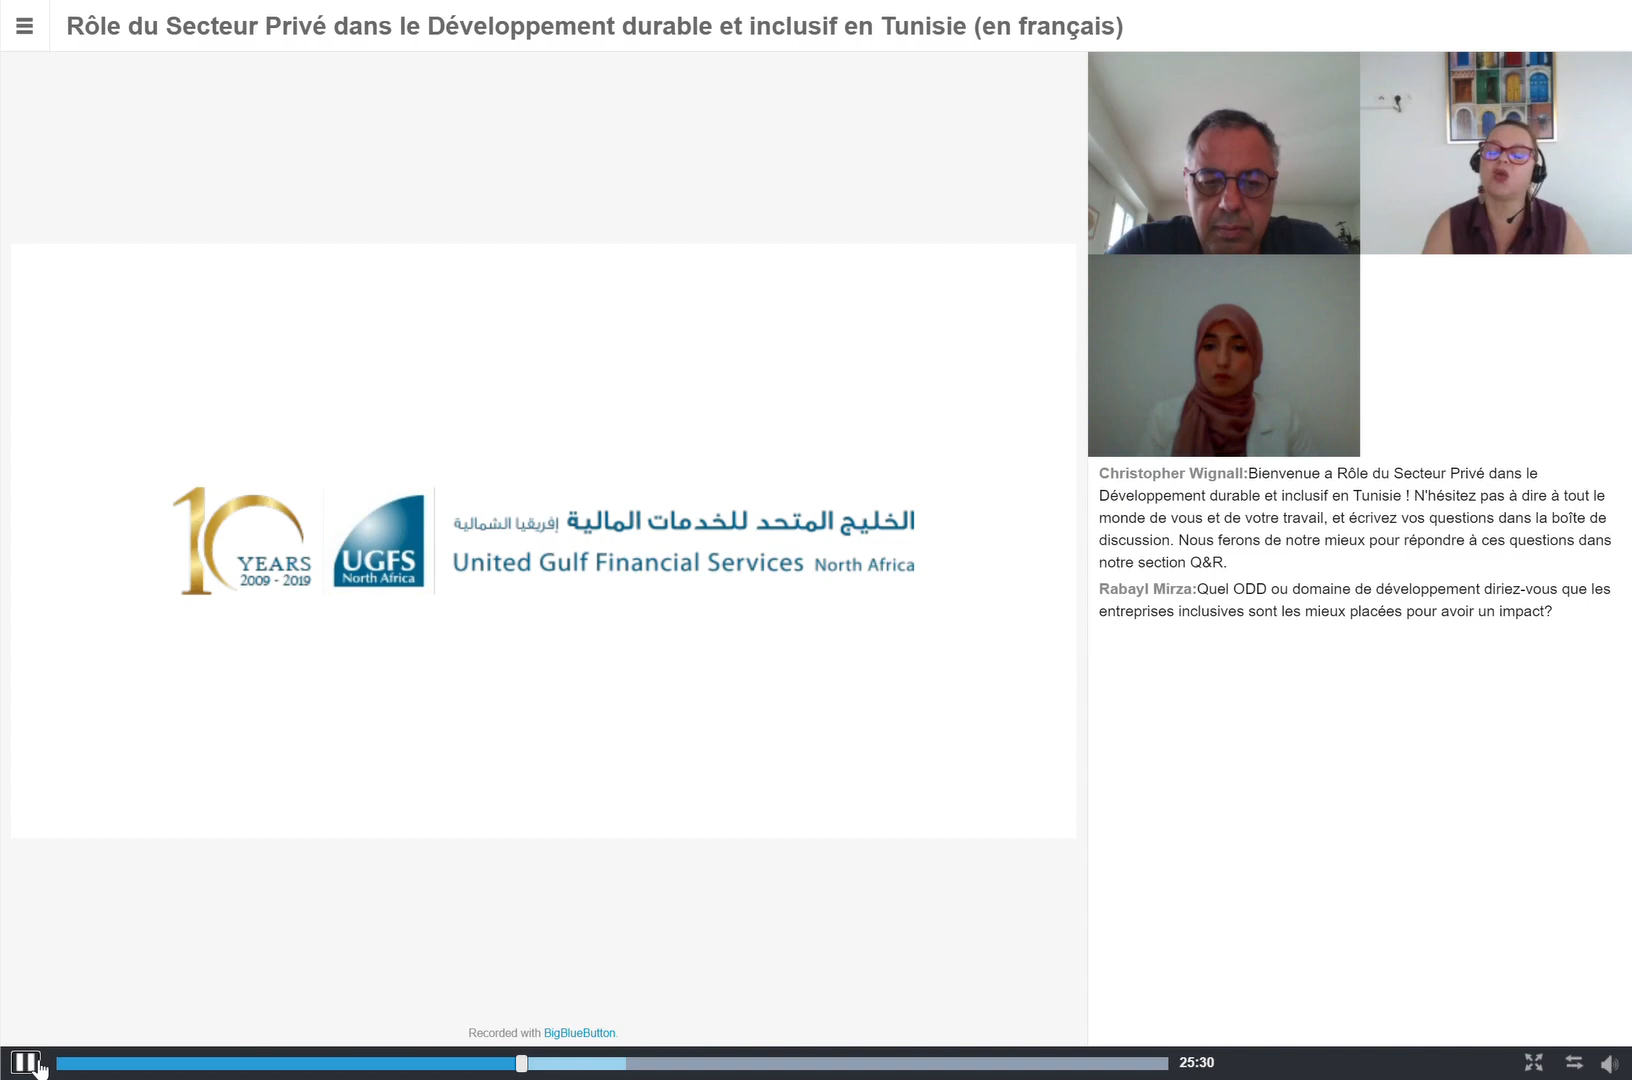 Rôle du Secteur Privé dans le Développement durable et inclusif en Tunisie (en français)
10 YEARS
2009 - 2019
UGFS
North Africa
الخليج المتحد للخدمات المالية إفريقيا الشمالية
United Gulf Financial Services North Africa
Christopher Wignall:Bienvenue a Rôle du Secteur Privé dans le
Développement durable et inclusif en Tunisie ! N'hésitez pas à dire à tout le
monde de vous et de votre travail, et écrivez vos questions dans la boîte de
discussion. Nous ferons de notre mieux pour répondre à ces questions dans
notre section Q&R.
Rabayl Mirza:Quel ODD ou domaine de développement diriez-vous que les
entreprises inclusives sont les mieux placées pour avoir un impact?
Recorded with BigBlueButton.
25:30